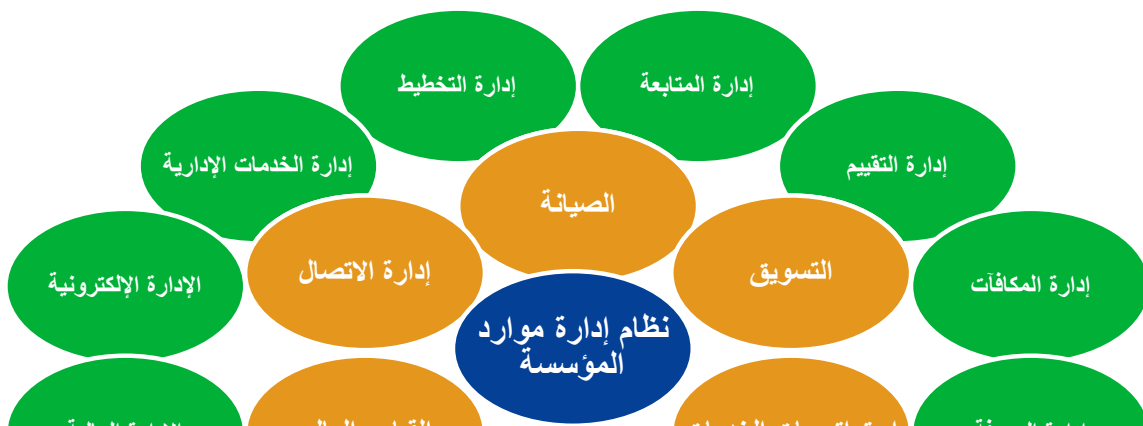 إدارة المتابعة
إدارة التخطيط
إدارة التقييم
إدارة الخدمات الإدارية
الصيانة
التسويق
إدارة الاتصال
إدارة المكافآت
الإدارة الإلكترونية
نظام إدارة موارد
المؤسسة